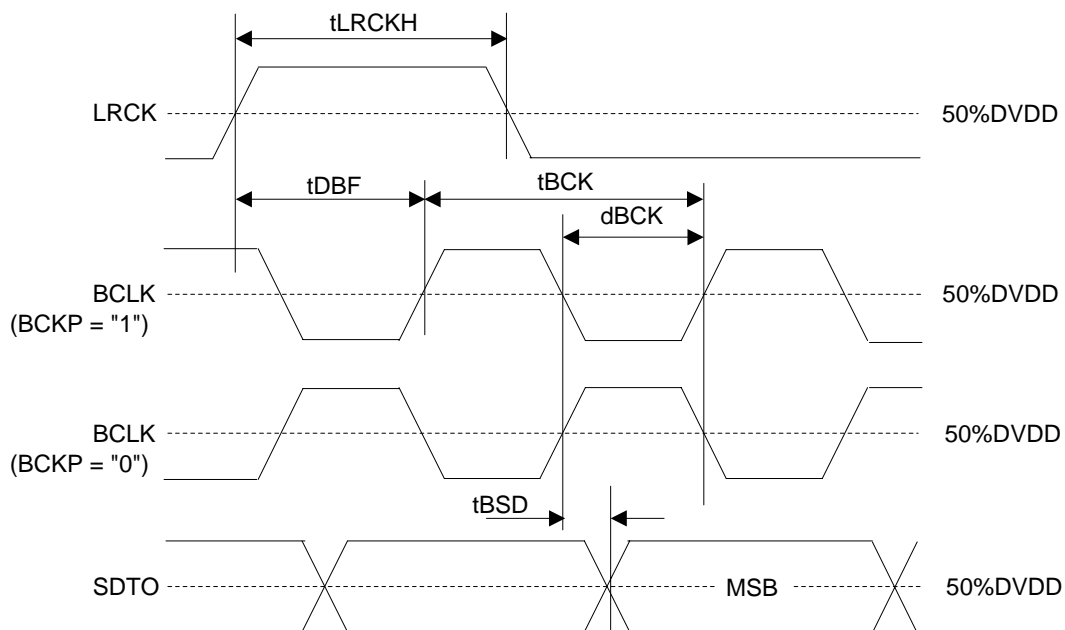 tLRCKH
LRCK
50%DVDD
tDBF
tBCK
dBCK
BCLK
(BCKP = "1")
50%DVDD
BCLK
(BCKP = "0")
50%DVDD
tBSD
SDTO
MSB
50%DVDD